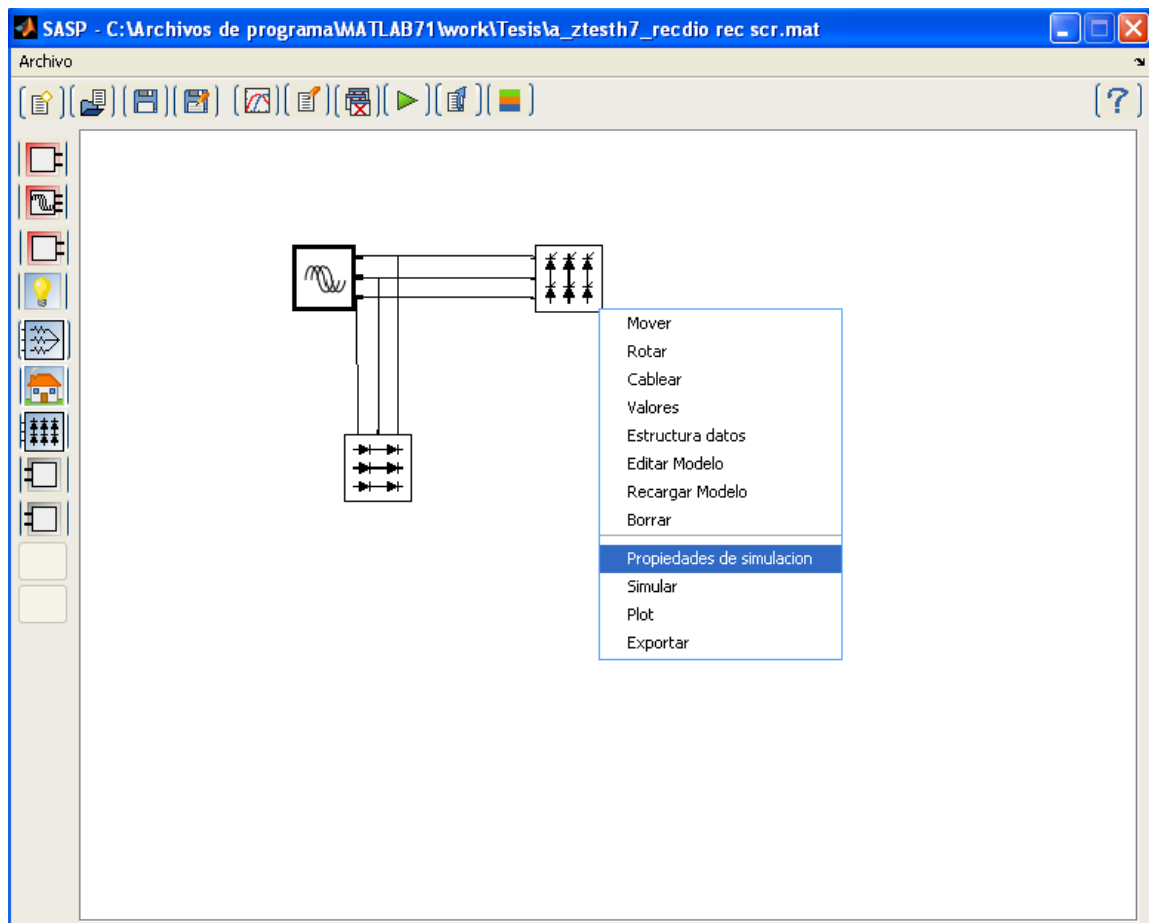 SASP - C:\Archivos de programa\MATLAB71\work\Tesis\a_ztesth7_recdio rec scr.mat
Archivo
?
Mover
Rotar
Cablear
Valores
Estructura datos
Editar Modelo
Recargar Modelo
Borrar
Propiedades de simulacion
Simular
Plot
Exportar